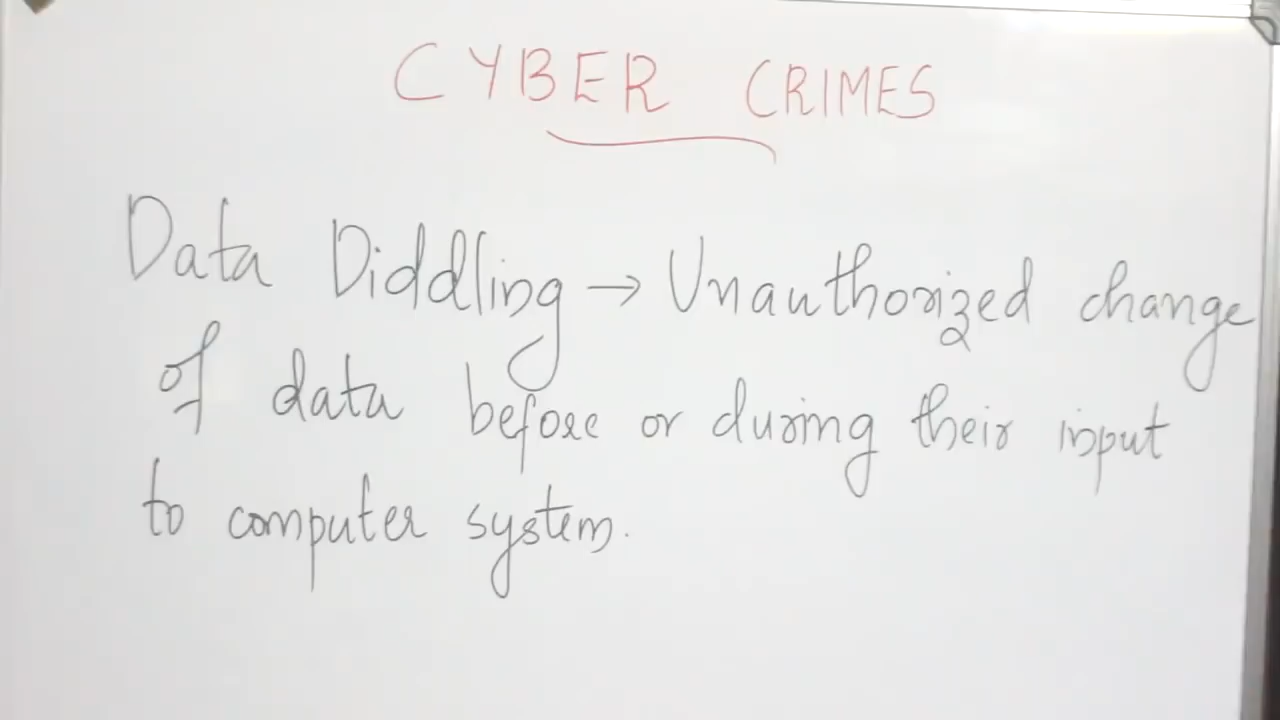 CYBER CRIMES
Data Diddling → Unauthorized change
of data before or during their input
to computer system.